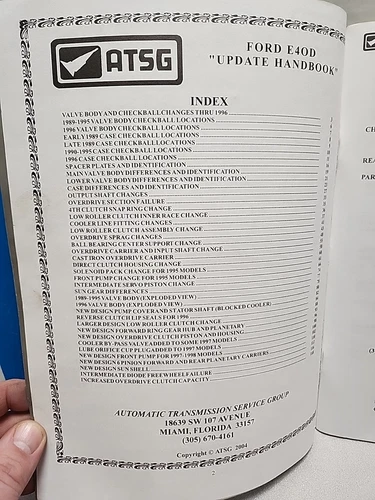 ATSG
FORD E4OD
"UPDATE HANDBOOK"
INDEX
VALVE BODY AND CHECKBALL CHANGES THRU 1996
1989-1995 VALVE BODY CHECKBALL LOCATIONS
1996 VALVE BODY CHECKBALL LOCATIONS
EARLY 1989 CASE CHECKBALL LOCATIONS
LATE 1989 CASE CHECKBALL LOCATIONS
1990-1995 CASE CHECKBALL LOCATIONS
1996 CASE CHECKBALL LOCATIONS
SPACER PLATES AND IDENTIFICATION
MAIN VALVE BODY DIFFERENCES AND IDENTIFICATION
LOWER VALVE BODY DIFFERENCES AND IDENTIFICATION
CASE DIFFERENCES AND IDENTIFICATION
OUTPUT SHAFT CHANGES
OVERDRIVE SECTION FAILURE
4TH CLUTCH SNAP RING CHANGE
LOW ROLLER CLUTCH INNER RACE CHANGE
COOLER LINE FITTING CHANGES
LOW ROLLER CLUTCH ASSEMBLY CHANGE
OVERDRIVE SPRAG CHANGES
BALL BEARING CENTER SUPPORT CHANGE
OVERDRIVE CARRIER AND INPUT SHAFT CHANGE
CAST IRON OVERDRIVE CARRIER
DIRECT CLUTCH HOUSING CHANGE
SOLENOID PACK CHANGE FOR 1995 MODELS
FRONT PUMP CHANGE FOR 1995 MODELS
INTERMEDIATE SERVO PISTON CHANGE
SUN GEAR DIFFERENCES
1989-1995 VALVE BODY (EXPLODED VIEW)
1996 VALVE BODY (EXPLODED VIEW)
NEW DESIGN PUMP COVER AND STATOR SHAFT (BLOCKED COOLER)
REVERSE CLUTCH LIP SEALS FOR 1996
LARGER DESIGN LOW ROLLER CLUTCH CHANGE
NEW DESIGN FORWARD RING GEAR HUB AND PLANETARY
NEW DESIGN OVERDRIVE CLUTCH PISTON AND HOUSING
COOLER BY-PASS VALVE ADDED TO SOME 1997 MODELS
LUBE ORIFICE CUP PLUG ADDED TO 1997 MODELS
NEW DESIGN FRONT PUMP FOR 1997-1998 MODELS
NEW DESIGN 6 PINION FORWARD AND REAR PLANETARY CARRIERS
NEW DESIGN SUN SHELL
INTERMEDIATE DIODE FREEWHEEL FAILURE
INCREASED OVERDRIVE CLUTCH CAPACITY
AUTOMATIC TRANSMISSION SERVICE GROUP
18639 SW 107 AVENUE
MIAMI, FLORIDA 33157
(305) 670-4161
Copyright © ATSG 2004
2
CH
REA
PAR